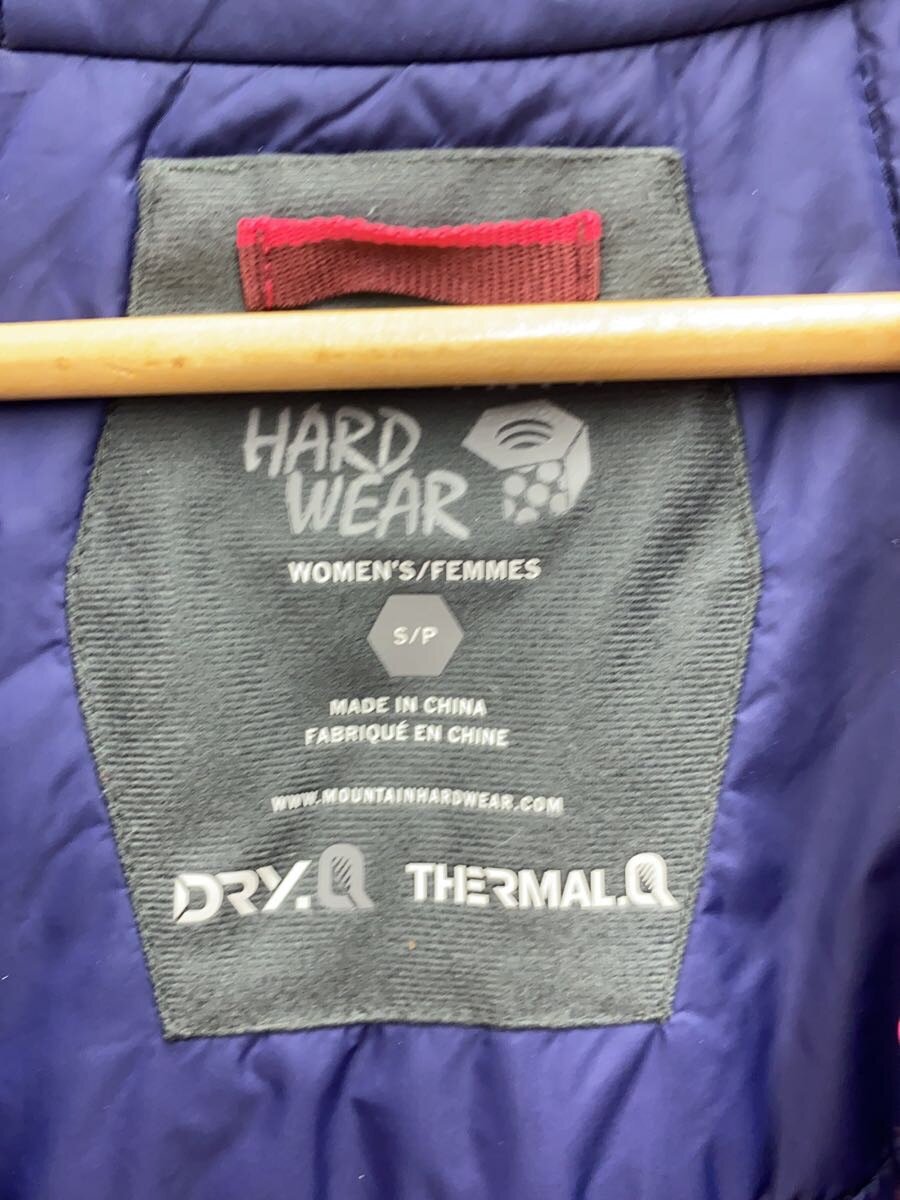 HARD
WEAR
WOMEN'S/FEMMES
S/P
MADE IN CHINA
FABRIQUÉ EN CHINE
WWW.MOUNTAINHARDWEAR.COM
DRY.Q THERMAL.Q